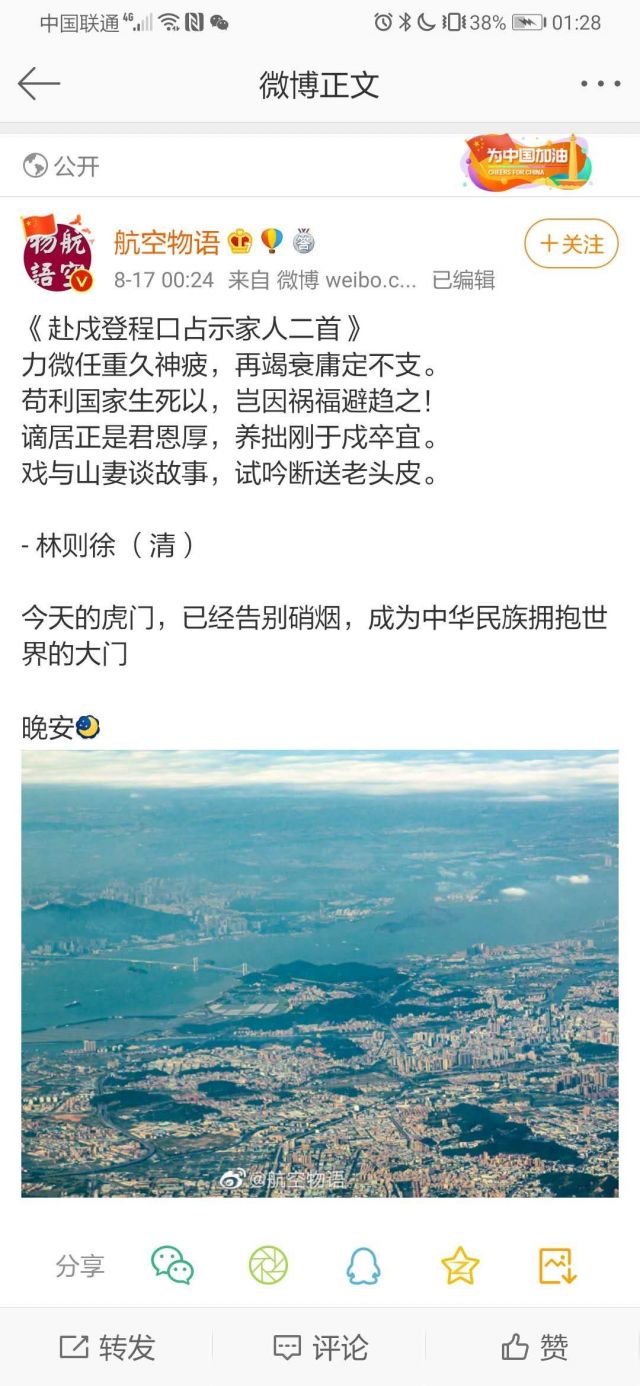 中国联通 4G 38% 01:28
微博正文
公开
为中国加油
CHEERS FOR CHINA
物航
語空
航空物语
答
+关注
8-17 00:24 来自 微博 weibo.c... 已编辑
《赴戍登程口占示家人二首》
力微任重久神疲，再竭衰庸定不支。
苟利国家生死以，岂因祸福避趋之！
谪居正是君恩厚，养拙刚于戍卒宜。
戏与山妻谈故事，试吟断送老头皮。
- 林则徐（清）
今天的虎门，已经告别硝烟，成为中华民族拥抱世
界的大门
晚安
@航空物语
分享
转发 评论 赞